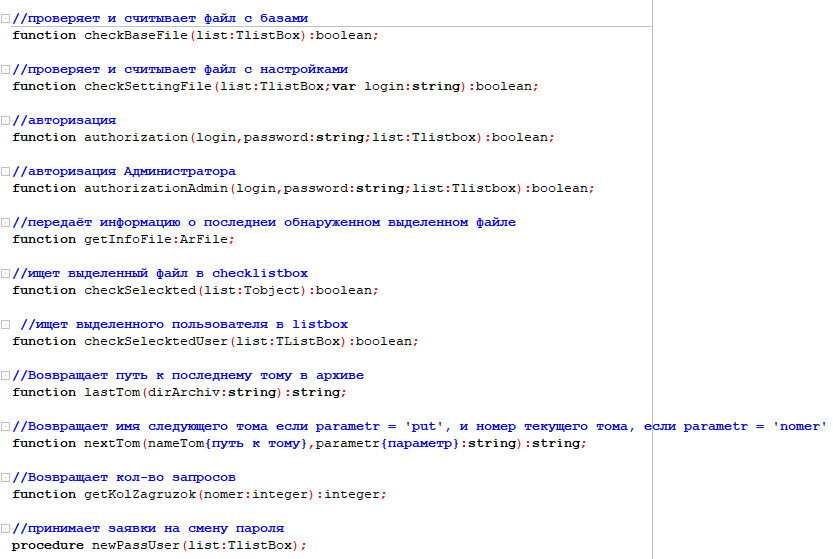 //проверяет и считывает файл с базами
function checkBaseFile(list:TlistBox):boolean;
//проверяет и считывает файл с настройками
function checkSettingFile(list:TlistBox;var login:string):boolean;
//авторизация
function authorization(login,password:string;list:Tlistbox):boolean;
//авторизация Администратора
function authorizationAdmin(login,password:string;list:Tlistbox):boolean;
//передаёт информацию о последнеи обнаруженном выделенном файле
function getInfoFile:ArFile;
//ищет выделенный файл в checklistbox
function checkSeleckted(list:Tobject):boolean;
//ищет выделенного пользователя в listbox
function checkSelecktedUser(list:TListBox):boolean;
//Возвращает путь к последнему тому в архиве
function lastTom(dirArchiv:string):string;
//Возвращает имя следующего тома если parametr = 'put', и номер текущего тома, если parametr = 'nomer'
function nextTom(nameTom{путь к тому},parametr{параметр}:string):string;
//Возвращает кол-во запросов
function getKolZagruzok(nomer:integer):integer;
//принимает заявки на смену пароля
procedure newPassUser(list:TlistBox);